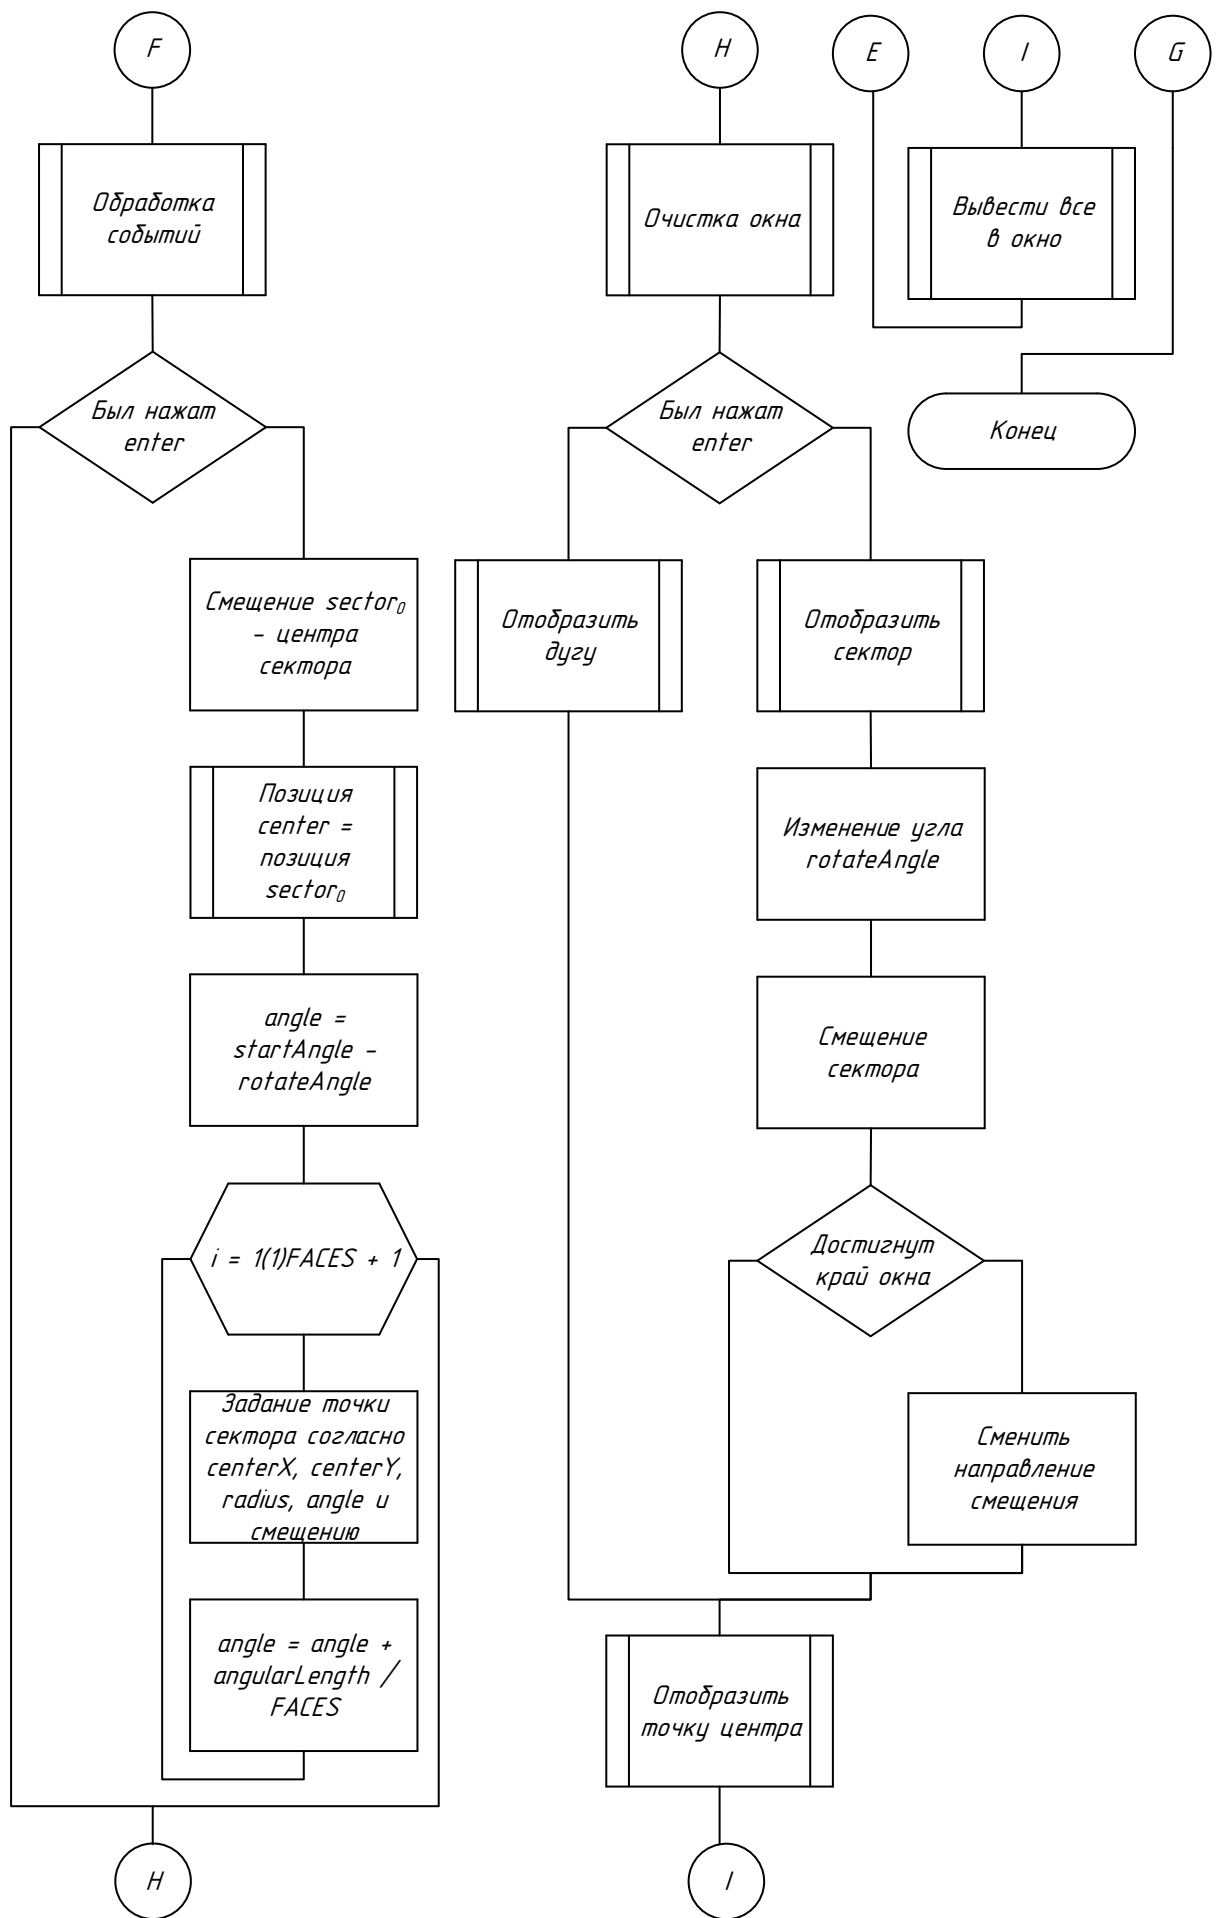 F
Обработка
событий
Был нажат
enter
Смещение sector₀
- центра
сектора
Позиция
center =
позиция
sector₀
angle =
startAngle -
rotateAngle
i = 1(1)FACES + 1
Задание точки
сектора согласно
centerX, centerY,
radius, angle и
смещению
angle = angle +
angularLength /
FACES
H
H
Очистка окна
Был нажат
enter
Отобразить
дугу
Отобразить
сектор
Изменение угла
rotateAngle
Смещение
сектора
Достигнут
край окна
Сменить
направление
смещения
Отобразить
точку центра
I
E
I
Вывести все
в окно
G
Конец